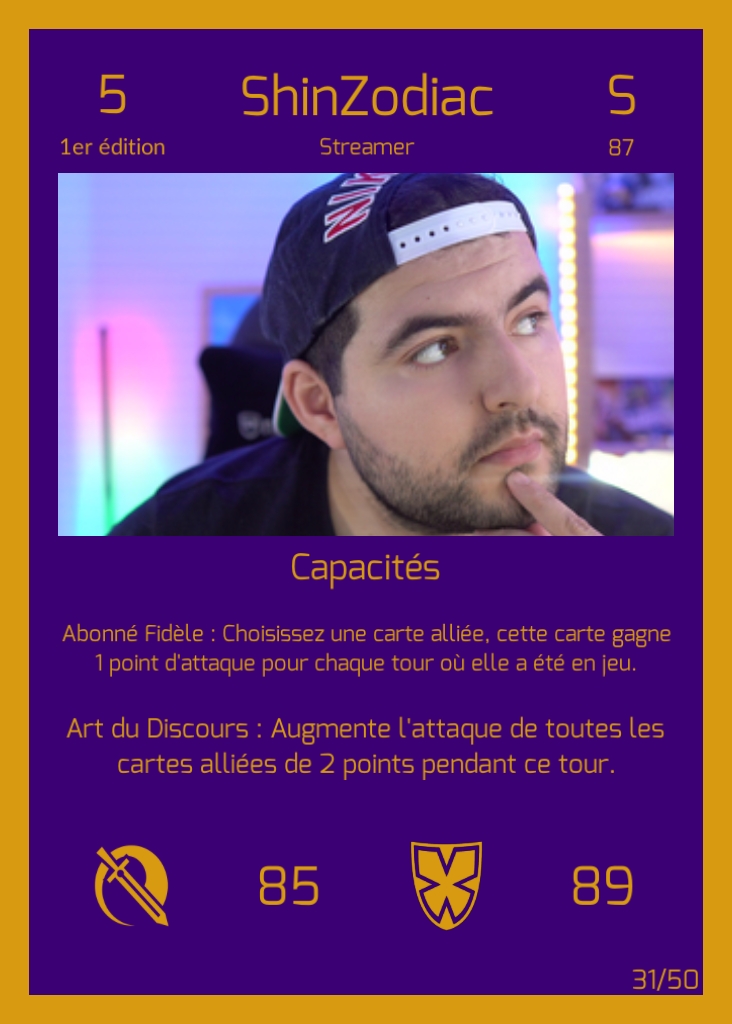 5
ShinZodiac
S
1er édition
Streamer
87
Capacités
Abonné Fidèle : Choisissez une carte alliée, cette carte gagne
1 point d'attaque pour chaque tour où elle a été en jeu.
Art du Discours : Augmente l'attaque de toutes les
cartes alliées de 2 points pendant ce tour.
85
89
31/50